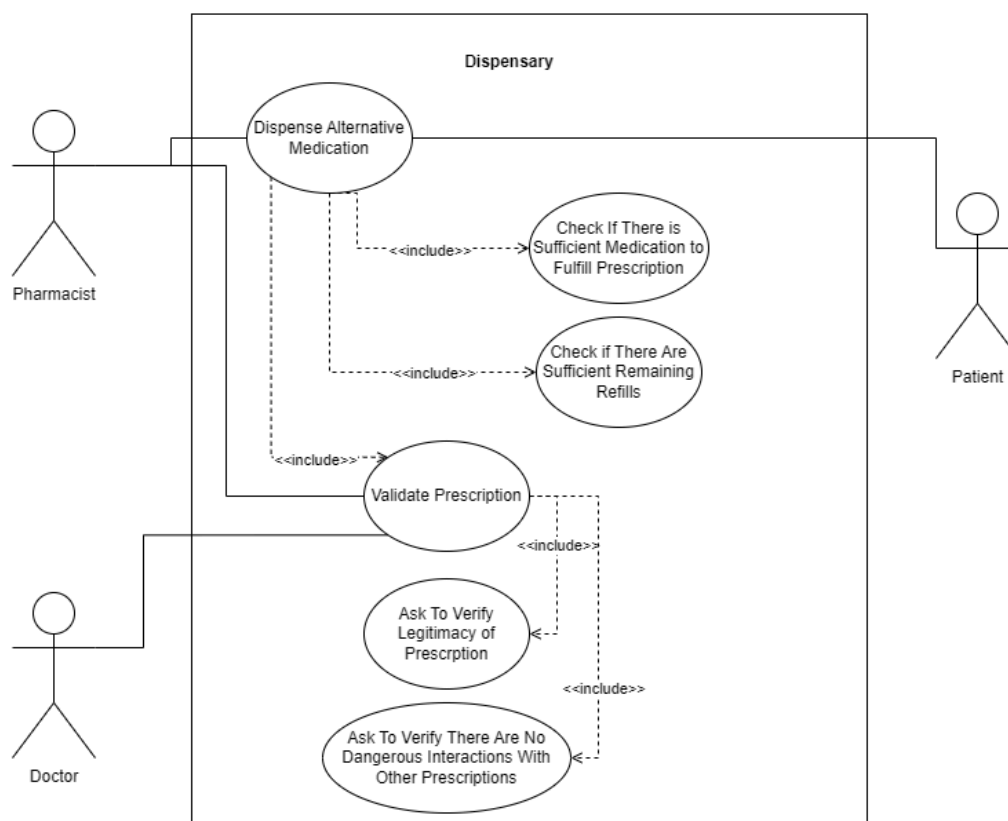 Dispensary
Dispense Alternative
Medication
Check If There is
Sufficient Medication to
Fulfill Prescription
<<include>>
Pharmacist
Check if There Are
Sufficient Remaining
Refills
<<include>>
Patient
<<include>>
Validate Prescription
<<include>>
Ask To Verify
Legitimacy of
Prescrption
<<include>>
Ask To Verify There Are No
Dangerous Interactions With
Other Prescriptions
Doctor